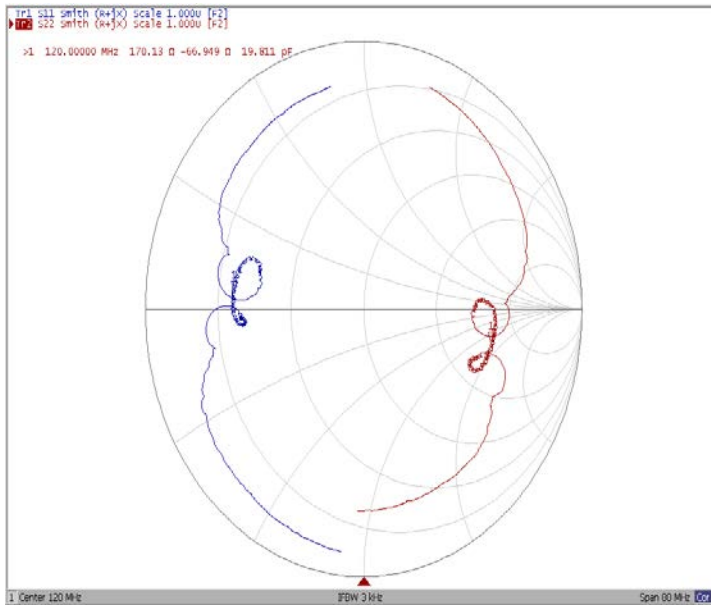 Tr1 S11 Smith (R+jX) Scale 1.000U [F2]
Tr2 S22 Smith (R+jX) Scale 1.000U [F2]
>1 120.00000 MHz 170.13 Ω -66.949 Ω 19.811 pF
1 Center 120 MHz IFBW 3 kHz Span 80 MHz Cor